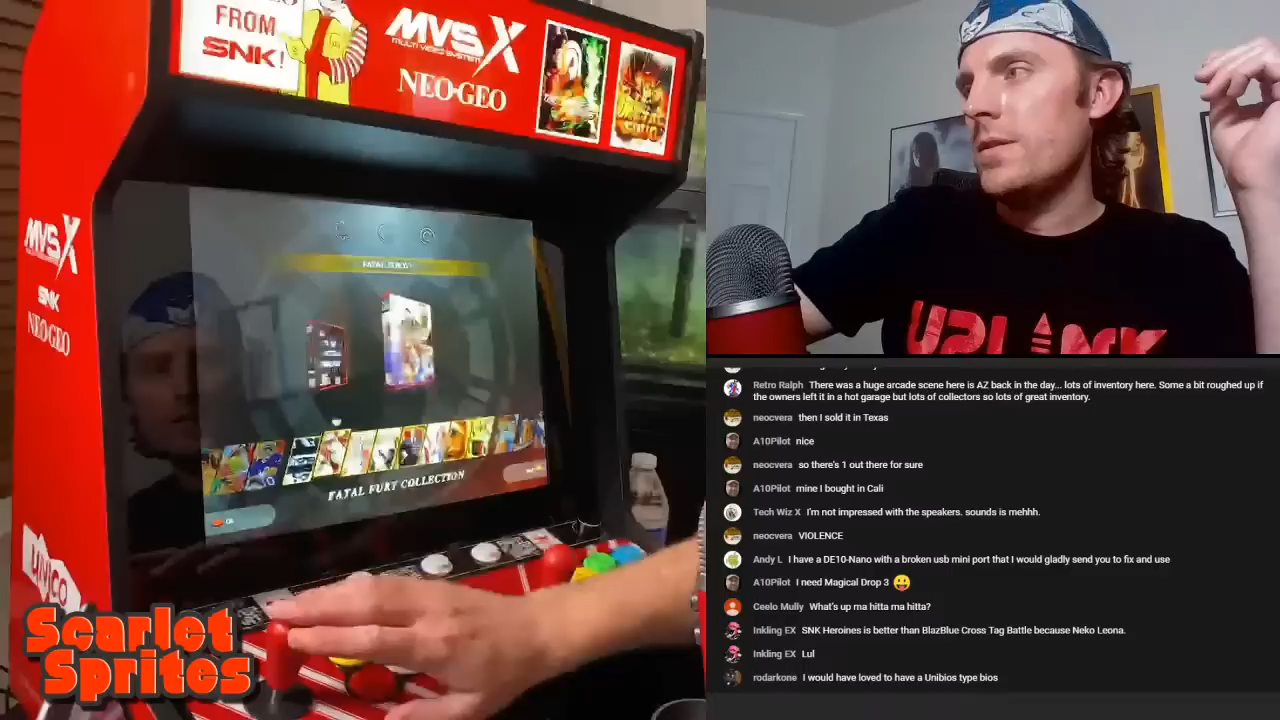 FROM
SNK!
MVSX
MULTI VIDEO SYSTEM
NEO·GEO
METAL
SLUG
MVSX
SNK
NEO·GEO
FATAL FURY COLLECTION
UNICO
Scarlet
Sprites
UPLINK
Retro Ralph There was a huge arcade scene here is AZ back in the day... lots of inventory here. Some a bit roughed up if
the owners left it in a hot garage but lots of collectors so lots of great inventory.
neocvera then I sold it in Texas
A10Pilot nice
neocvera so there's 1 out there for sure
A10Pilot mine I bought in Cali
Tech Wiz X I'm not impressed with the speakers. sounds is mehhh.
neocvera VIOLENCE
Andy L I have a DE10-Nano with a broken usb mini port that I would gladly send you to fix and use
A10Pilot I need Magical Drop 3 😛
Ceelo Mully What's up ma hitta ma hitta?
Inkling EX SNK Heroines is better than BlazBlue Cross Tag Battle because Neko Leona.
Inkling EX Lul
rodarkone I would have loved to have a Unibios type bios